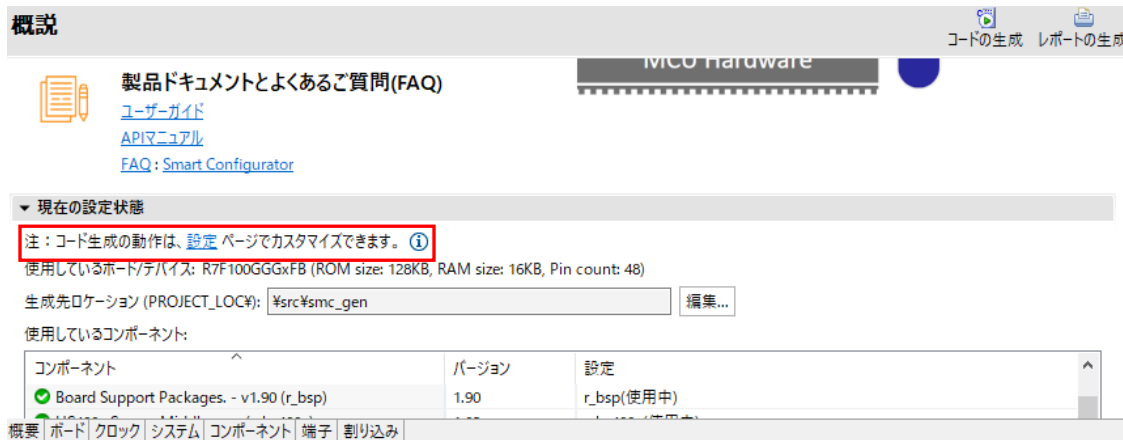 概説
コードの生成 レポートの生成
MCU Hardware
製品ドキュメントとよくあるご質問(FAQ)
ユーザーガイド
APIマニュアル
FAQ : Smart Configurator
現在の設定状態
注：コード生成の動作は、設定 ページでカスタマイズできます。
使用しているボード/デバイス: R7F100GGGxFB (ROM size: 128KB, RAM size: 16KB, Pin count: 48)
生成先ロケーション (PROJECT_LOC¥): ¥src¥smc_gen 編集...
使用しているコンポーネント:
コンポーネント バージョン 設定
Board Support Packages. - v1.90 (r_bsp) 1.90 r_bsp(使用中)
概要 ボード クロック システム コンポーネント 端子 割り込み